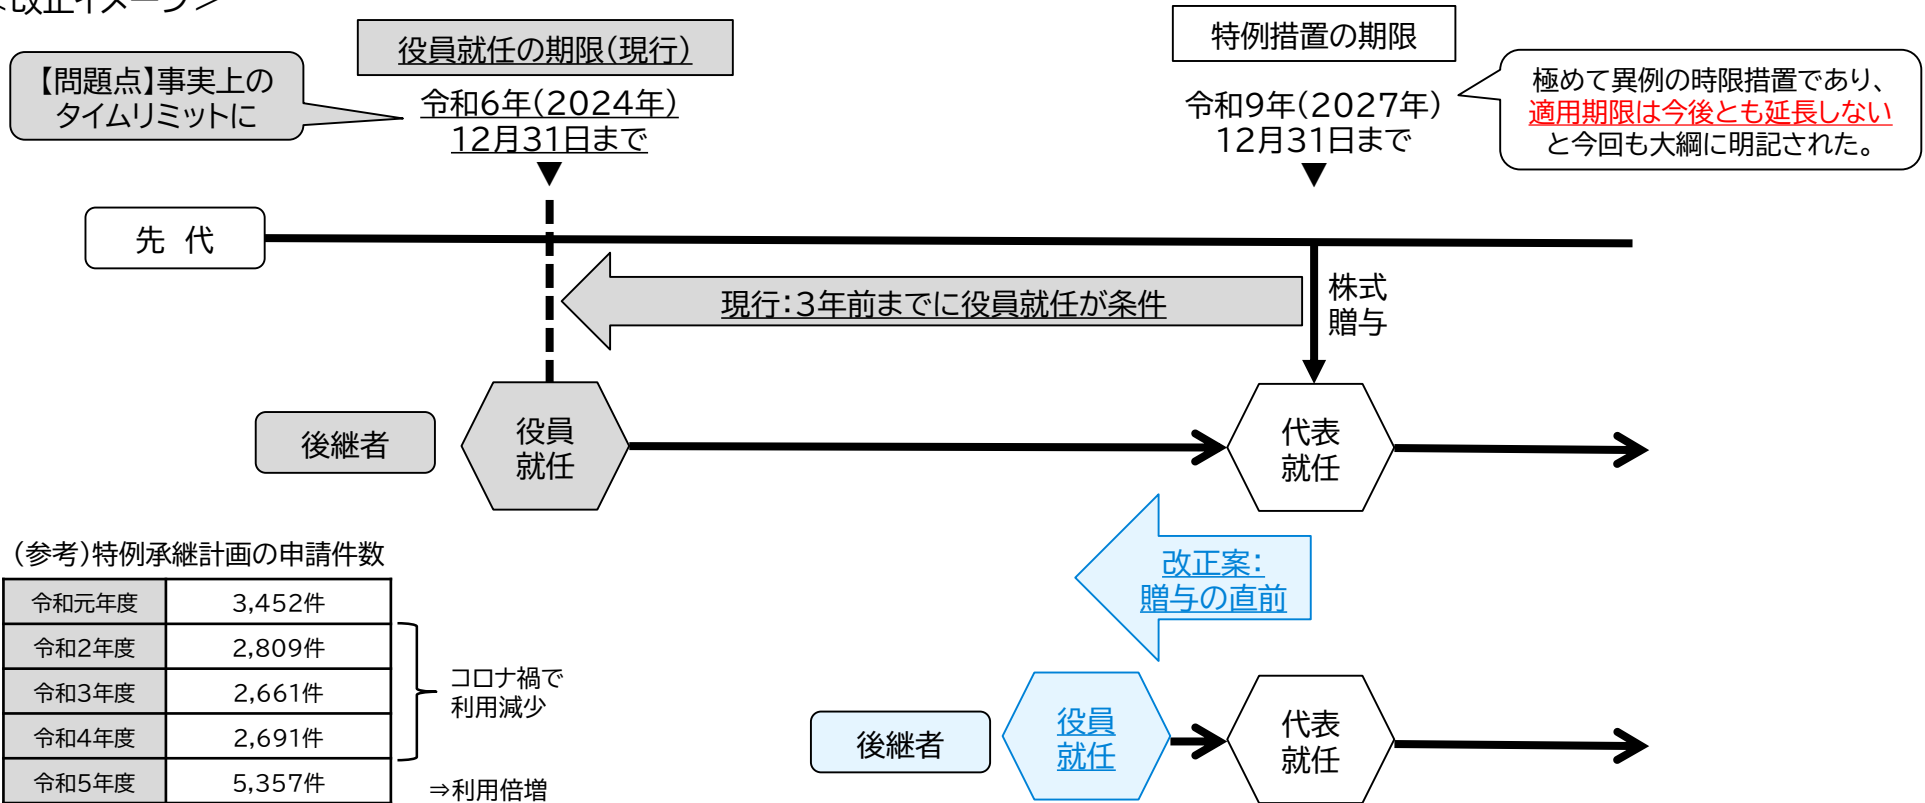 ＜改正イメージ＞
役員就任の期限（現行）
特例措置の期限
【問題点】事実上の
タイムリミットに
令和6年（2024年）
12月31日まで
令和9年（2027年）
12月31日まで
極めて異例の時限措置であり、
適用期限は今後とも延長しない
と今回も大綱に明記された。
先 代
現行：3年前までに役員就任が条件
株式
贈与
後継者
役員
就任
代表
就任
改正案：
贈与の直前
（参考）特例承継計画の申請件数
令和元年度 3,452件
令和2年度 2,809件
令和3年度 2,661件
令和4年度 2,691件
令和5年度 5,357件
コロナ禍で
利用減少
⇒利用倍増
後継者
役員
就任
代表
就任